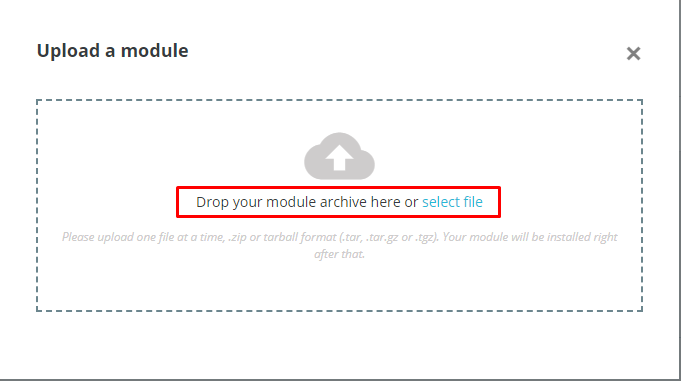 Upload a module
Drop your module archive here or select file
Please upload one file at a time, .zip or tarball format (.tar, .tar.gz or .tgz). Your module will be installed right
after that.